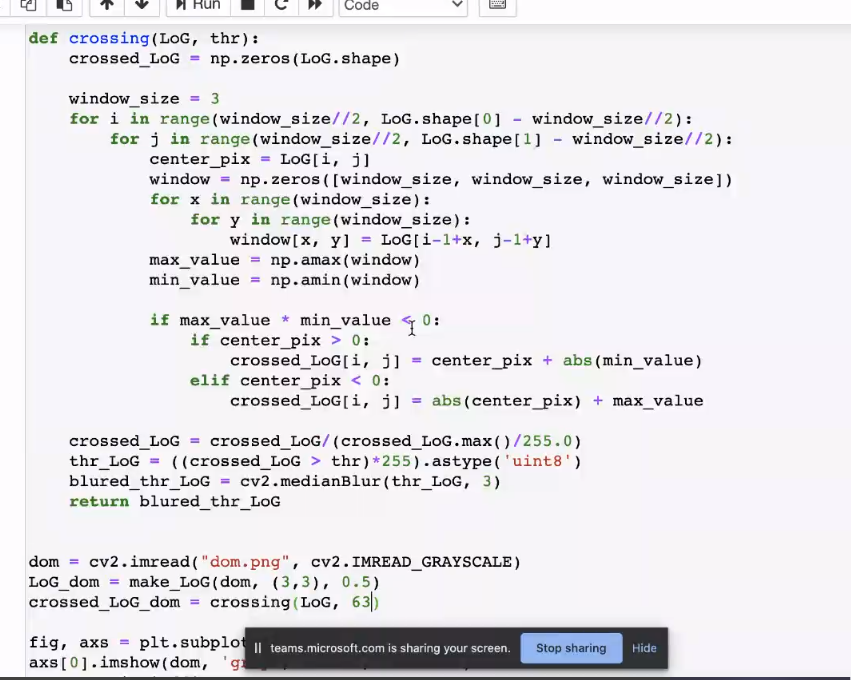 Run
Code
def crossing(LoG, thr):
crossed_LoG = np.zeros(LoG.shape)
window_size = 3
for i in range(window_size//2, LoG.shape[0] - window_size//2):
for j in range(window_size//2, LoG.shape[1] - window_size//2):
center_pix = LoG[i, j]
window = np.zeros([window_size, window_size, window_size])
for x in range(window_size):
for y in range(window_size):
window[x, y] = LoG[i-1+x, j-1+y]
max_value = np.amax(window)
min_value = np.amin(window)
if max_value * min_value < 0:
if center_pix > 0:
crossed_LoG[i, j] = center_pix + abs(min_value)
elif center_pix < 0:
crossed_LoG[i, j] = abs(center_pix) + max_value
crossed_LoG = crossed_LoG/(crossed_LoG.max()/255.0)
thr_LoG = ((crossed_LoG > thr)*255).astype('uint8')
blured_thr_LoG = cv2.medianBlur(thr_LoG, 3)
return blured_thr_LoG
dom = cv2.imread("dom.png", cv2.IMREAD_GRAYSCALE)
LoG_dom = make_LoG(dom, (3,3), 0.5)
crossed_LoG_dom = crossing(LoG, 63)
fig, axs = plt.subplot
axs[0].imshow(dom, 'g
teams.microsoft.com is sharing your screen.
Stop sharing
Hide